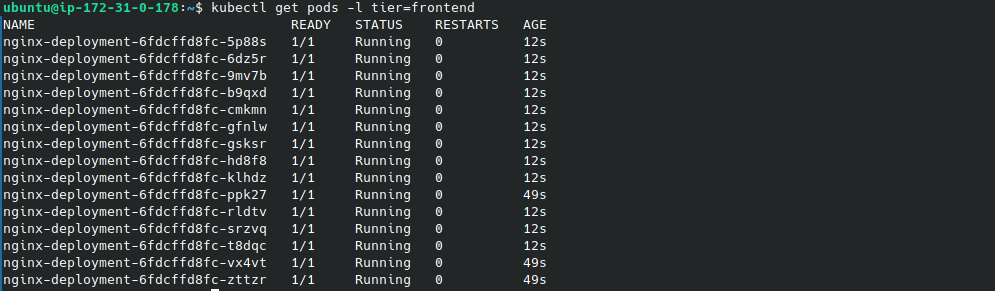 ubuntu@ip-172-31-0-178:~$ kubectl get pods -l tier=frontend
NAME                                READY   STATUS    RESTARTS   AGE
nginx-deployment-6fdcffd8fc-5p88s   1/1     Running   0          12s
nginx-deployment-6fdcffd8fc-6dz5r   1/1     Running   0          12s
nginx-deployment-6fdcffd8fc-9mv7b   1/1     Running   0          12s
nginx-deployment-6fdcffd8fc-b9qxd   1/1     Running   0          12s
nginx-deployment-6fdcffd8fc-cmkmn   1/1     Running   0          12s
nginx-deployment-6fdcffd8fc-gfnlw   1/1     Running   0          12s
nginx-deployment-6fdcffd8fc-gsksr   1/1     Running   0          12s
nginx-deployment-6fdcffd8fc-hd8f8   1/1     Running   0          12s
nginx-deployment-6fdcffd8fc-klhdz   1/1     Running   0          12s
nginx-deployment-6fdcffd8fc-ppk27   1/1     Running   0          49s
nginx-deployment-6fdcffd8fc-rldtv   1/1     Running   0          12s
nginx-deployment-6fdcffd8fc-srzvq   1/1     Running   0          12s
nginx-deployment-6fdcffd8fc-t8dqc   1/1     Running   0          12s
nginx-deployment-6fdcffd8fc-vx4vt   1/1     Running   0          49s
nginx-deployment-6fdcffd8fc-zttzr   1/1     Running   0          49s